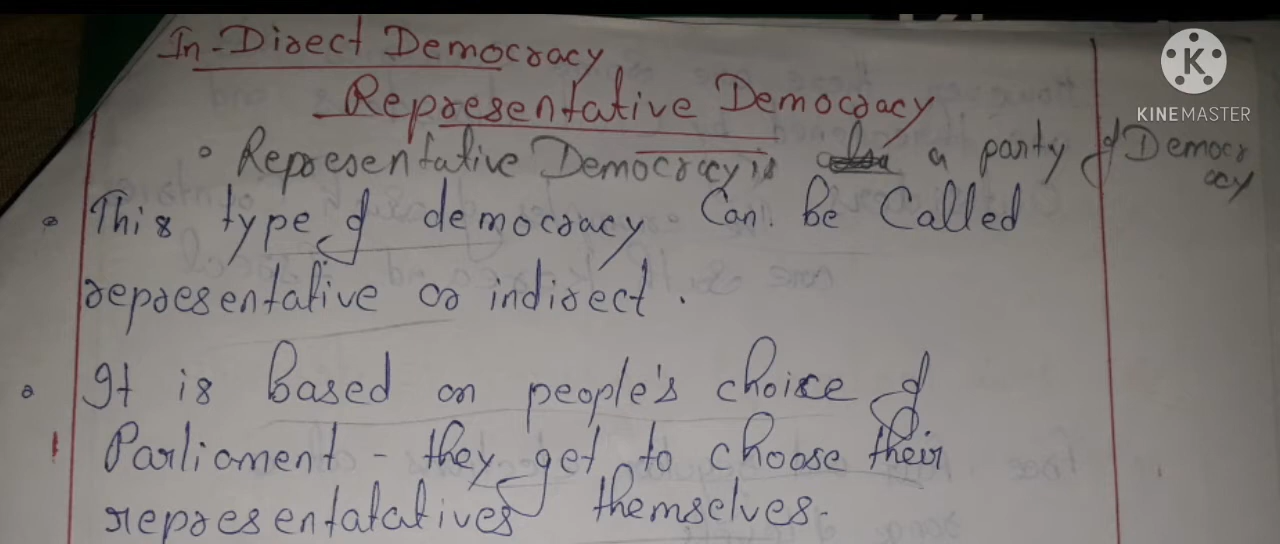 In-Direct Democracy
Representative Democracy
KINEMASTER
• Representative Democracy is a party of Democracy
• This type of democracy Can be Called
representative or indirect.
• It is based on people's choice of
Parliament - they get to choose their
representatatives themselves.